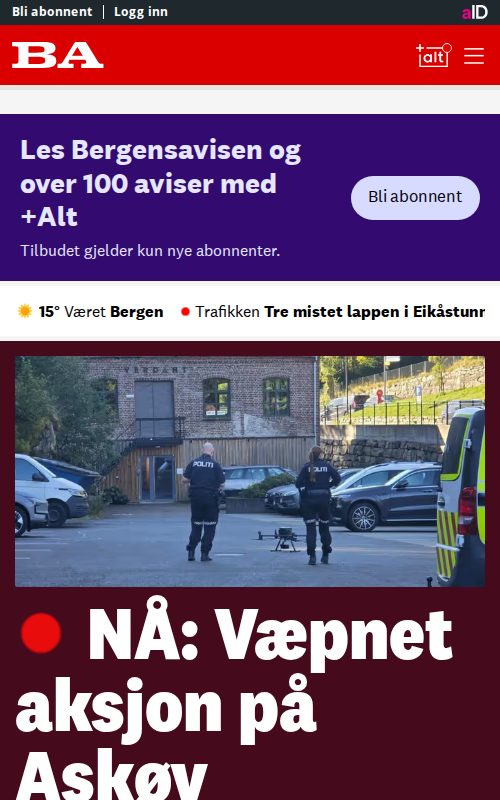 Bli abonnent | Logg inn
aID
BA
+alt
Les Bergensavisen og
over 100 aviser med
+Alt
Bli abonnent
Tilbudet gjelder kun nye abonnenter.
15° Været Bergen
Trafikken Tre mistet lappen i Eikåstunn
VERDANT
POLITI
POLITI
NÅ: Væpnet
aksjon på
Askøy